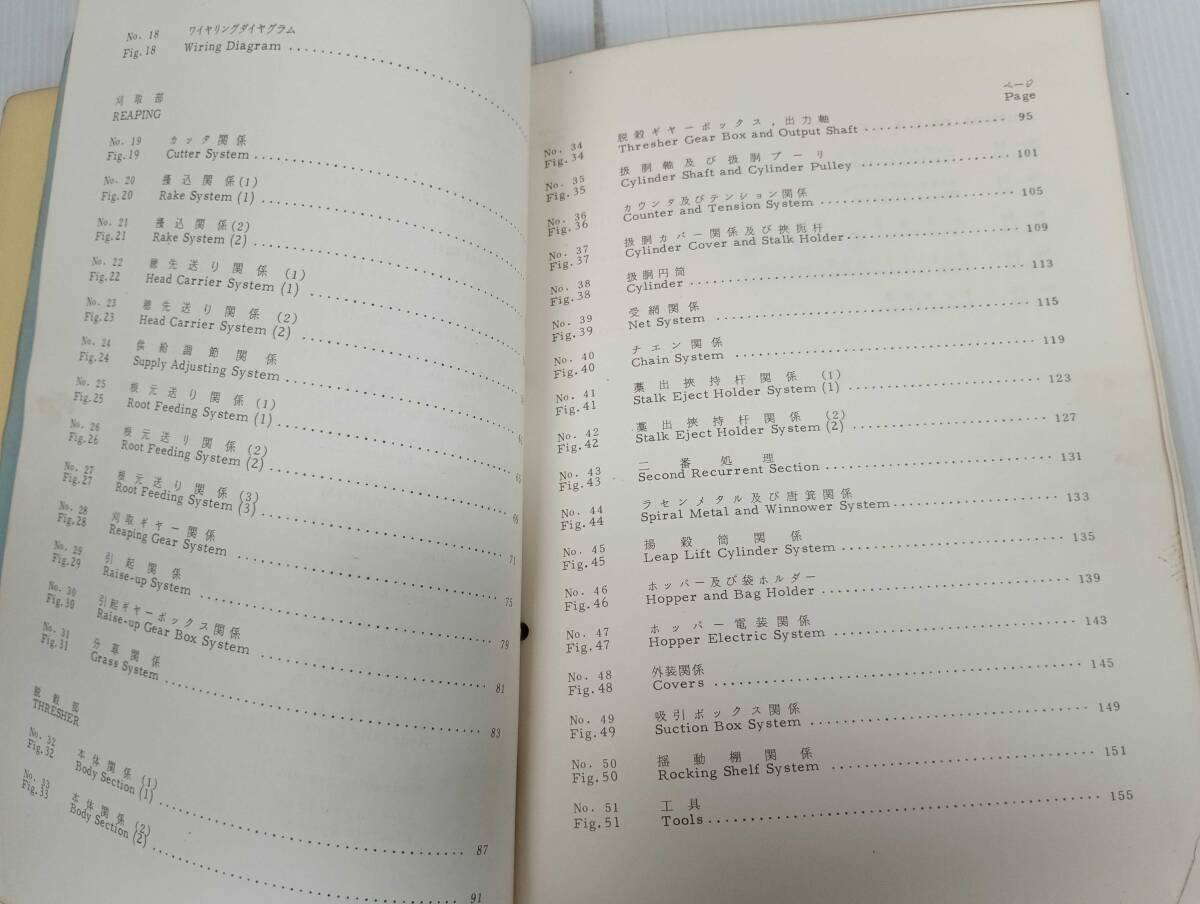 No. 18 ワイヤリングダイヤグラム
Fig. 18 Wiring Diagram
刈取部
REAPING
No. 19 カッタ関係
Fig. 19 Cutter System
No. 20 掻込関係(1)
Fig. 20 Rake System (1)
No. 21 掻込関係(2)
Fig. 21 Rake System (2)
No. 22 穂先送り関係 (1)
Fig. 22 Head Carrier System (1)
No. 23 穂先送り関係 (2)
Fig. 23 Head Carrier System (2)
No. 24 供給調節関係
Fig. 24 Supply Adjusting System
No. 25 根元送り関係 (1)
Fig. 25 Root Feeding System (1)
No. 26 根元送り関係 (2)
Fig. 26 Root Feeding System (2) 65
No. 27 根元送り関係 (3)
Fig. 27 Root Feeding System (3)
No. 28 刈取ギヤー関係
Fig. 28 Reaping Gear System 71
No. 29 引起関係
Fig. 29 Raise-up System 75
No. 30 引起ギヤーボックス関係
Fig. 30 Raise-up Gear Box System 79
No. 31 分草関係
Fig. 31 Grass System 81
脱穀部 83
THRESHER
No. 32 本体関係 (1)
Fig. 32 Body Section (1) 87
No. 33 本体関係 (2)
Fig. 33 Body Section (2) 91
ページ
Page
No. 34 脱穀ギヤーボックス，出力軸
Fig. 34 Thresher Gear Box and Output Shaft 95
No. 35 扱胴軸及び扱胴プーリ
Fig. 35 Cylinder Shaft and Cylinder Pulley 101
No. 36 カウンタ及びテンション関係
Fig. 36 Counter and Tension System 105
No. 37 扱胴カバー関係及び挾扼杆
Fig. 37 Cylinder Cover and Stalk Holder 109
No. 38 扱胴円筒
Fig. 38 Cylinder 113
No. 39 受網関係
Fig. 39 Net System 115
No. 40 チエン関係
Fig. 40 Chain System 119
No. 41 藁出挾持杆関係 (1)
Fig. 41 Stalk Eject Holder System (1) 123
No. 42 藁出挾持杆関係 (2)
Fig. 42 Stalk Eject Holder System (2) 127
No. 43 二番処理
Fig. 43 Second Recurrent Section 131
No. 44 ラセンメタル及び唐箕関係
Fig. 44 Spiral Metal and Winnower System 133
No. 45 揚穀筒関係
Fig. 45 Leap Lift Cylinder System 135
No. 46 ホッパー及び袋ホルダー
Fig. 46 Hopper and Bag Holder 139
No. 47 ホッパー電装関係
Fig. 47 Hopper Electric System 143
No. 48 外装関係
Fig. 48 Covers 145
No. 49 吸引ボックス関係
Fig. 49 Suction Box System 149
No. 50 揺動棚関係
Fig. 50 Rocking Shelf System 151
No. 51 工具
Fig. 51 Tools 155